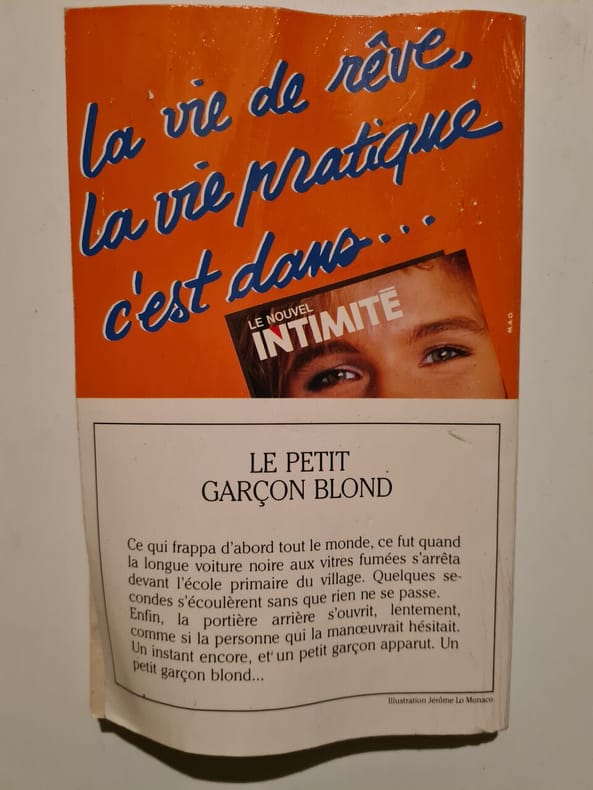 la vie de rêve,
la vie pratique
c'est dans...
LE NOUVEL
INTIMITÉ
M.A.O.
LE PETIT
GARÇON BLOND
Ce qui frappa d'abord tout le monde, ce fut quand
la longue voiture noire aux vitres fumées s'arrêta
devant l'école primaire du village. Quelques se-
condes s'écoulèrent sans que rien ne se passe.
Enfin, la portière arrière s'ouvrit, lentement,
comme si la personne qui la manœuvrait hésitait.
Un instant encore, et un petit garçon apparut. Un
petit garçon blond...
Illustration Jérôme Lo Monaco